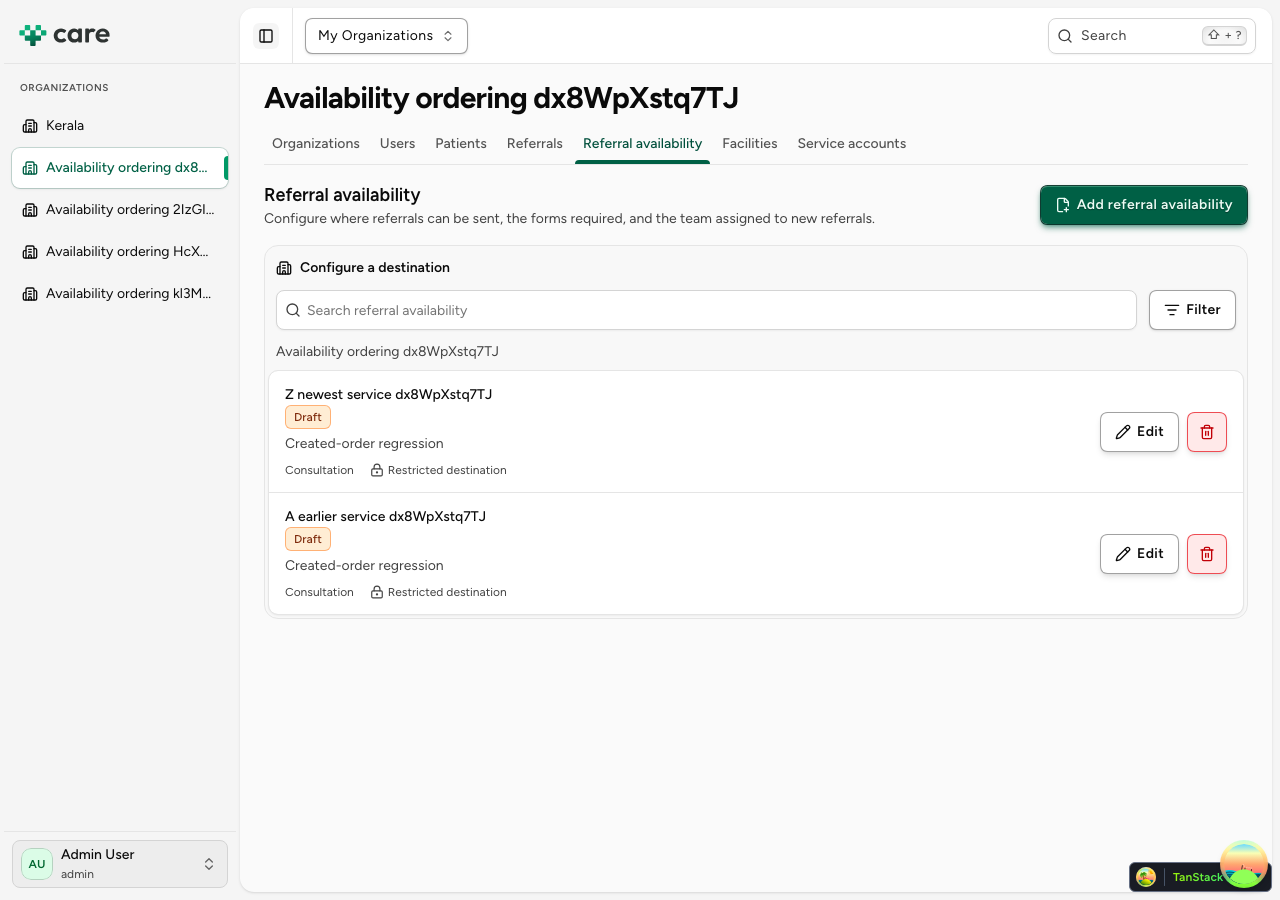 care
My Organizations
Search
+ ?
ORGANIZATIONS
Kerala
Availability ordering dx8...
Availability ordering 2IzGI...
Availability ordering HcX...
Availability ordering kl3M...
Availability ordering dx8WpXstq7TJ
Organizations
Users
Patients
Referrals
Referral availability
Facilities
Service accounts
Referral availability
Configure where referrals can be sent, the forms required, and the team assigned to new referrals.
Add referral availability
Configure a destination
Search referral availability
Filter
Availability ordering dx8WpXstq7TJ
Z newest service dx8WpXstq7TJ
Draft
Created-order regression
Consultation
Restricted destination
Edit
A earlier service dx8WpXstq7TJ
Draft
Created-order regression
Consultation
Restricted destination
Edit
AU
Admin User
admin
TanStack